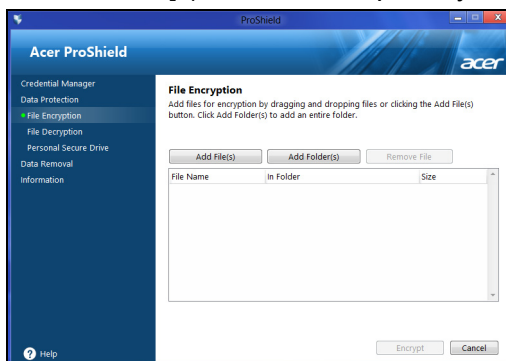 ProShield
Acer ProShield
acer
Credential Manager
Data Protection
File Encryption
File Decryption
Personal Secure Drive
Data Removal
Information
Help
File Encryption
Add files for encryption by dragging and dropping files or clicking the Add File(s)
button. Click Add Folder(s) to add an entire folder.
Add File(s) Add Folder(s) Remove File
File Name In Folder Size
Encrypt Cancel